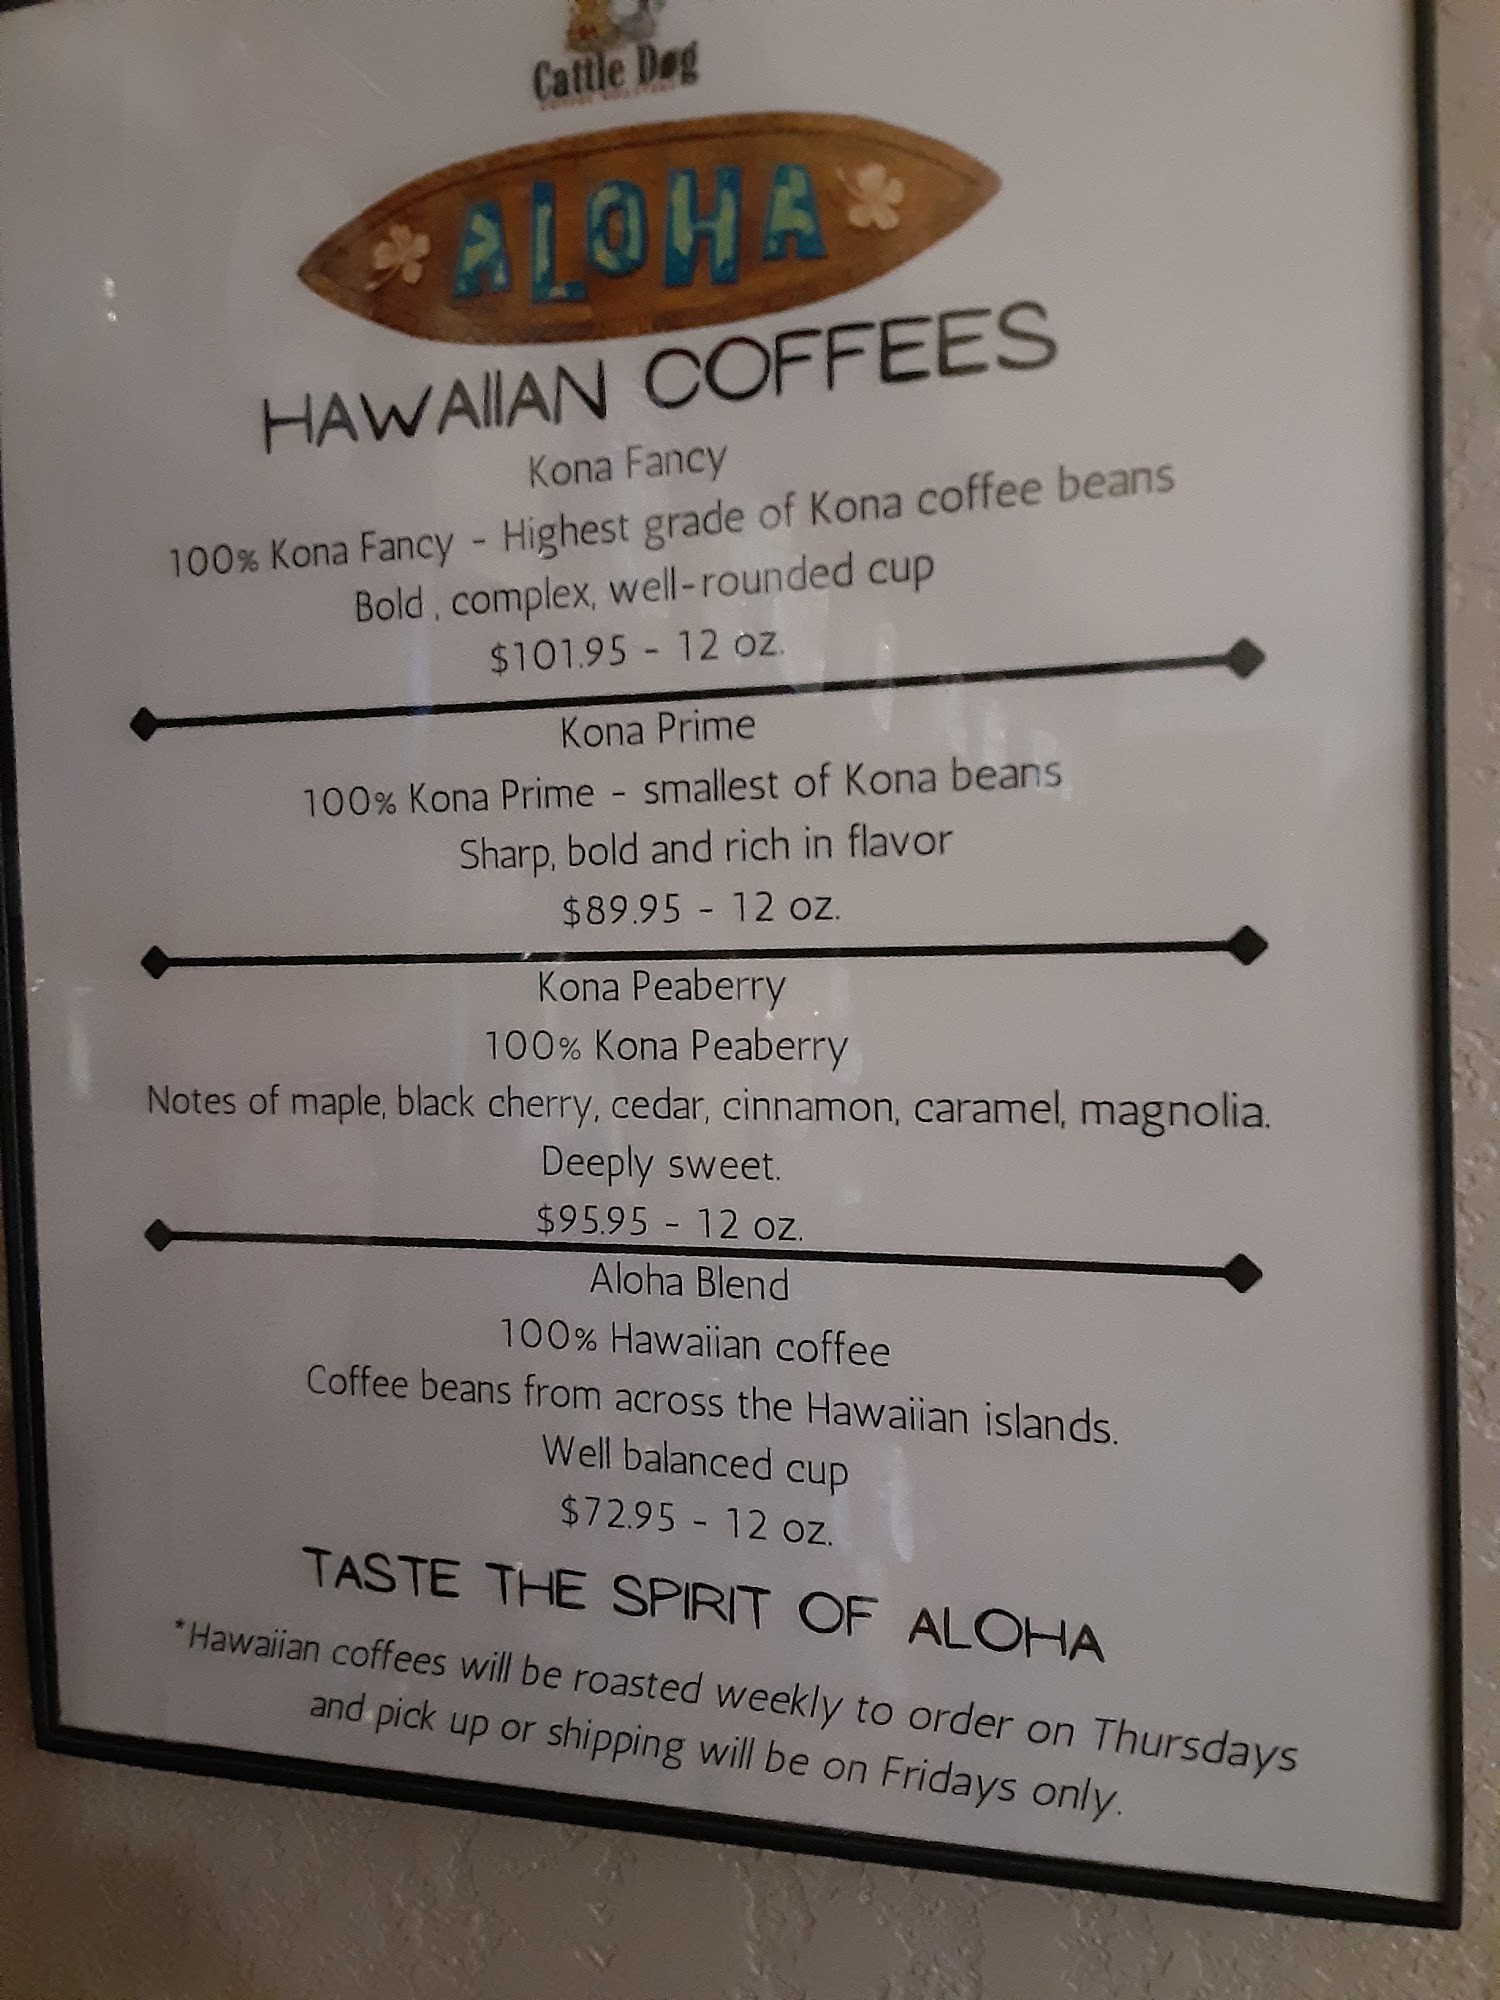 Cattle Dog
COFFEE ROASTERS
ALOHA
HAWAIIAN COFFEES
Kona Fancy
100% Kona Fancy - Highest grade of Kona coffee beans
Bold , complex, well-rounded cup
$101.95 - 12 oz.
Kona Prime
100% Kona Prime - smallest of Kona beans
Sharp, bold and rich in flavor
$89.95 - 12 oz.
Kona Peaberry
100% Kona Peaberry
Notes of maple, black cherry, cedar, cinnamon, caramel, magnolia.
Deeply sweet.
$95.95 - 12 oz.
Aloha Blend
100% Hawaiian coffee
Coffee beans from across the Hawaiian islands.
Well balanced cup
$72.95 - 12 oz.
TASTE THE SPIRIT OF ALOHA
*Hawaiian coffees will be roasted weekly to order on Thursdays
and pick up or shipping will be on Fridays only.